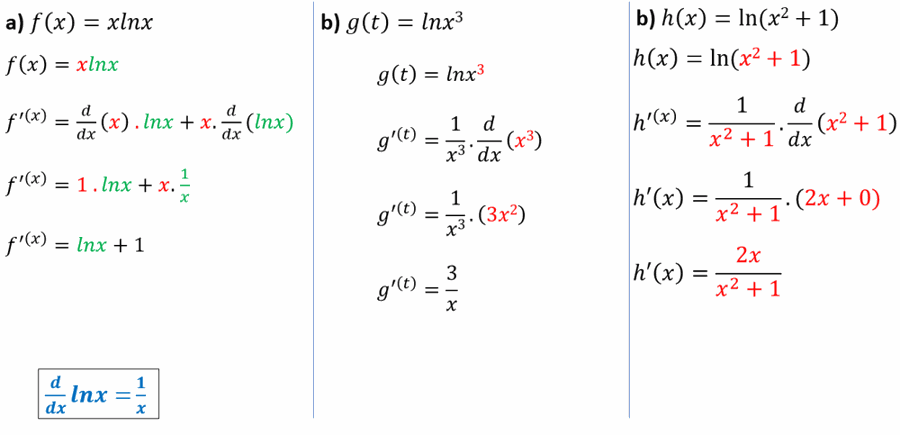 a) f(x) = xlnx
f(x) = xlnx
f′⁽ˣ⁾ = d/dx (x) . lnx + x. d/dx (lnx)
f′⁽ˣ⁾ = 1 . lnx + x. 1/x
f′⁽ˣ⁾ = lnx + 1
d/dx lnx = 1/x
b) g(t) = lnx³
g(t) = lnx³
g′⁽ᵗ⁾ = 1/x³ . d/dx (x³)
g′⁽ᵗ⁾ = 1/x³ . (3x²)
g′⁽ᵗ⁾ = 3/x
b) h(x) = ln(x² + 1)
h(x) = ln(x² + 1)
h′⁽ˣ⁾ = 1/x² + 1 . d/dx (x² + 1)
h′(x) = 1/x² + 1 . (2x + 0)
h′(x) = 2x/x² + 1